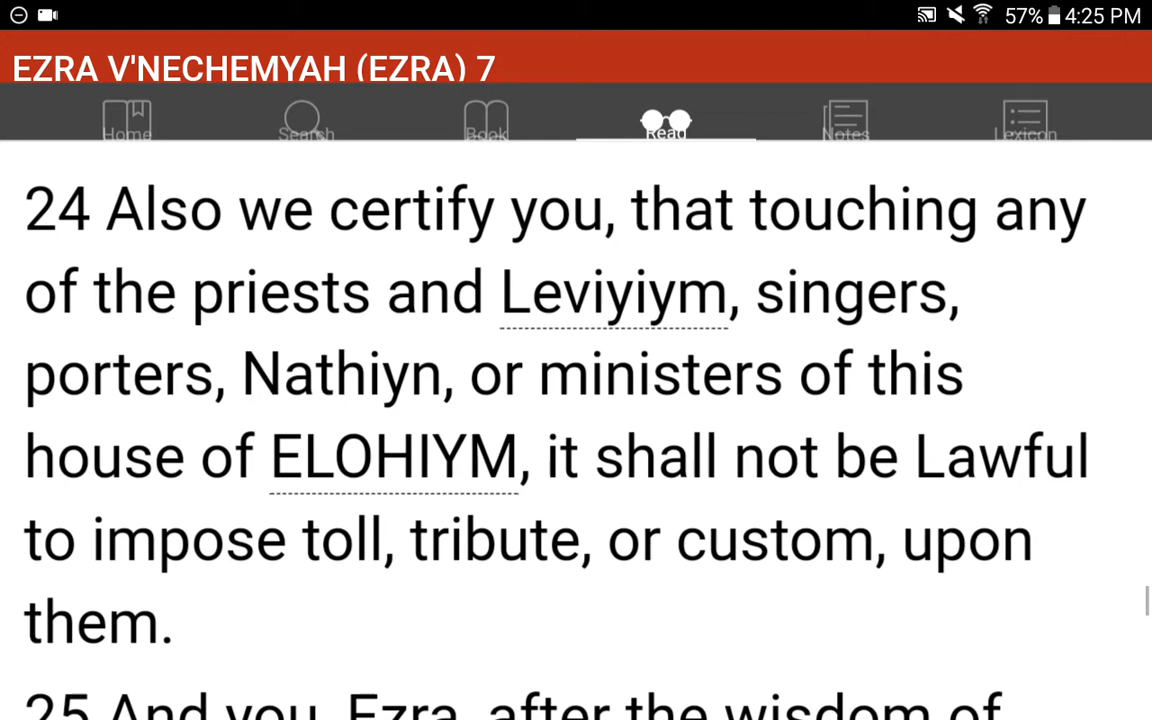 57% 4:25 PM
EZRA V'NECHEMYAH (EZRA) 7
Home Search Book Read Notes Lexicon
24 Also we certify you, that touching any
of the priests and Leviyiym, singers,
porters, Nathiyn, or ministers of this
house of ELOHIYM, it shall not be Lawful
to impose toll, tribute, or custom, upon
them.
25 And you, Ezra, after the wisdom of